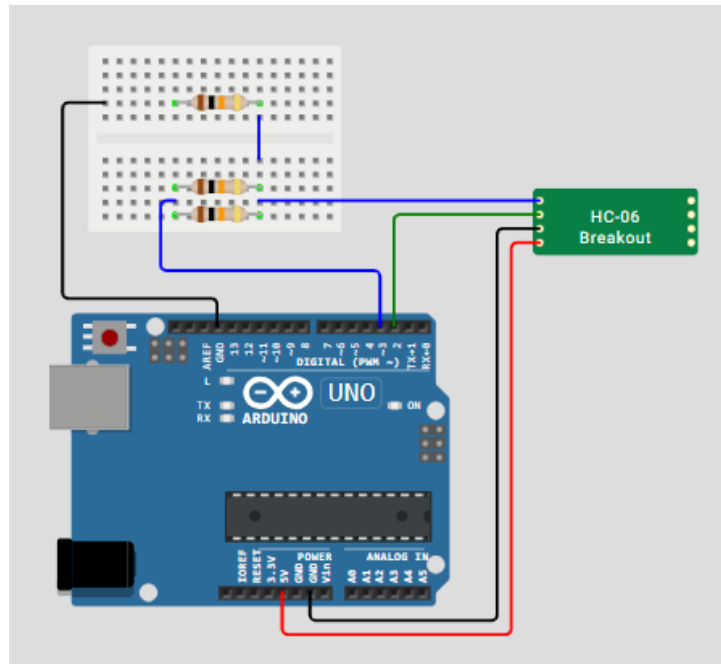 HC-06
Breakout
AREF
GND
13
12
~11
~10
~9
8
7
~6
~5
4
~3
2
TX→1
RX←0
DIGITAL (PWM ~)
L
TX
RX
UNO
ARDUINO
ON
POWER
ANALOG IN
IOREF
RESET
3.3V
5V
GND
GND
Vin
A0
A1
A2
A3
A4
A5